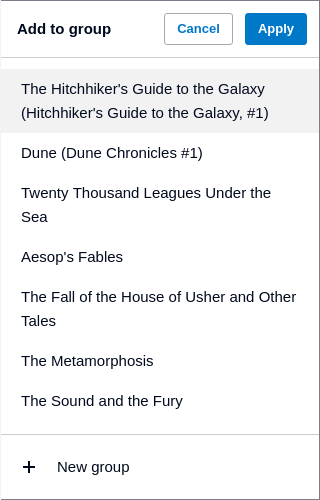 Add to group
Cancel
Apply
The Hitchhiker's Guide to the Galaxy
(Hitchhiker's Guide to the Galaxy, #1)
Dune (Dune Chronicles #1)
Twenty Thousand Leagues Under the
Sea
Aesop's Fables
The Fall of the House of Usher and Other
Tales
The Metamorphosis
The Sound and the Fury
New group